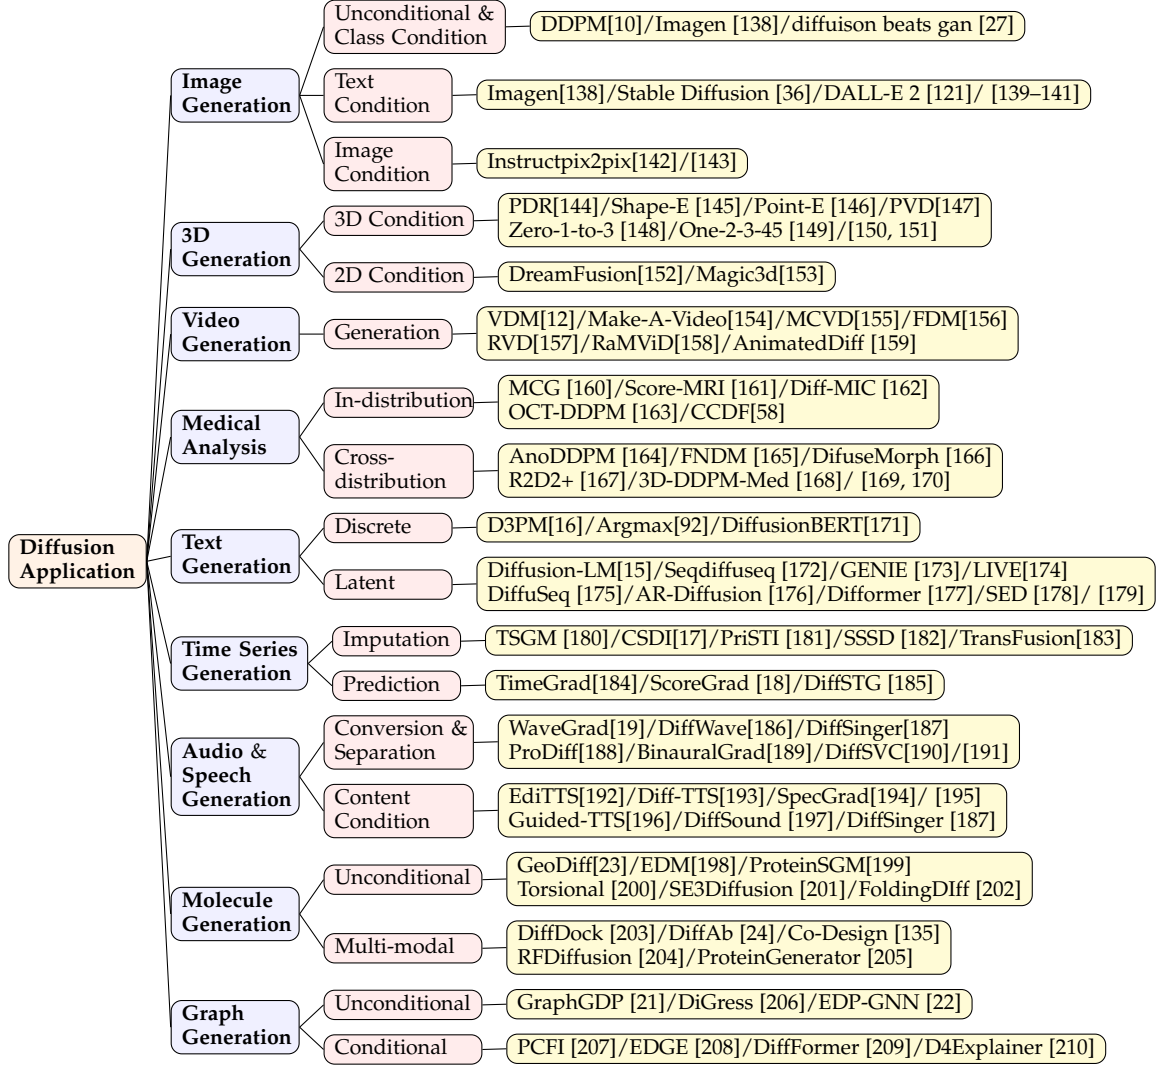 Diffusion
Application
Image
Generation
Unconditional &
Class Condition
DDPM[10]/Imagen [138]/diffuison beats gan [27]
Text
Condition
Imagen[138]/Stable Diffusion [36]/DALL-E 2 [121]/ [139–141]
Image
Condition
Instructpix2pix[142]/[143]
3D
Generation
3D Condition
PDR[144]/Shape-E [145]/Point-E [146]/PVD[147]
Zero-1-to-3 [148]/One-2-3-45 [149]/[150, 151]
2D Condition
DreamFusion[152]/Magic3d[153]
Video
Generation
Generation
VDM[12]/Make-A-Video[154]/MCVD[155]/FDM[156]
RVD[157]/RaMViD[158]/AnimatedDiff [159]
Medical
Analysis
In-distribution
MCG [160]/Score-MRI [161]/Diff-MIC [162]
OCT-DDPM [163]/CCDF[58]
Cross-
distribution
AnoDDPM [164]/FNDM [165]/DifuseMorph [166]
R2D2+ [167]/3D-DDPM-Med [168]/ [169, 170]
Text
Generation
Discrete
D3PM[16]/Argmax[92]/DiffusionBERT[171]
Latent
Diffusion-LM[15]/Seqdiffuseq [172]/GENIE [173]/LIVE[174]
DiffuSeq [175]/AR-Diffusion [176]/Difformer [177]/SED [178]/ [179]
Time Series
Generation
Imputation
TSGM [180]/CSDI[17]/PriSTI [181]/SSSD [182]/TransFusion[183]
Prediction
TimeGrad[184]/ScoreGrad [18]/DiffSTG [185]
Audio &
Speech
Generation
Conversion &
Separation
WaveGrad[19]/DiffWave[186]/DiffSinger[187]
ProDiff[188]/BinauralGrad[189]/DiffSVC[190]/[191]
Content
Condition
EdiTTS[192]/Diff-TTS[193]/SpecGrad[194]/ [195]
Guided-TTS[196]/DiffSound [197]/DiffSinger [187]
Molecule
Generation
Unconditional
GeoDiff[23]/EDM[198]/ProteinSGM[199]
Torsional [200]/SE3Diffusion [201]/FoldingDIff [202]
Multi-modal
DiffDock [203]/DiffAb [24]/Co-Design [135]
RFDiffusion [204]/ProteinGenerator [205]
Graph
Generation
Unconditional
GraphGDP [21]/DiGress [206]/EDP-GNN [22]
Conditional
PCFI [207]/EDGE [208]/DiffFormer [209]/D4Explainer [210]